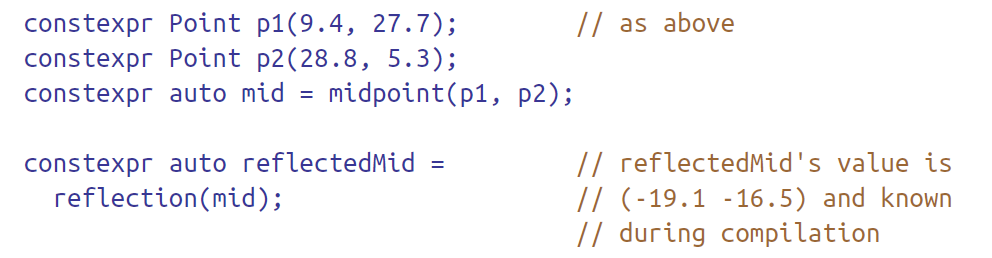 constexpr Point p1(9.4, 27.7);        // as above
constexpr Point p2(28.8, 5.3);
constexpr auto mid = midpoint(p1, p2);
constexpr auto reflectedMid =         // reflectedMid's value is
  reflection(mid);                    // (-19.1 -16.5) and known
                                      // during compilation